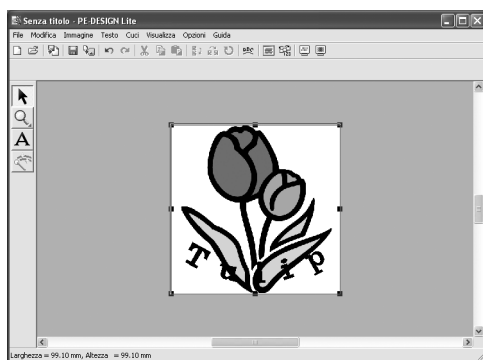 Senza titolo - PE-DESIGN Lite
File Modifica Immagine Testo Cuci Visualizza Opzioni Guida
A
Tulip
Larghezza = 99.10 mm, Altezza = 99.10 mm